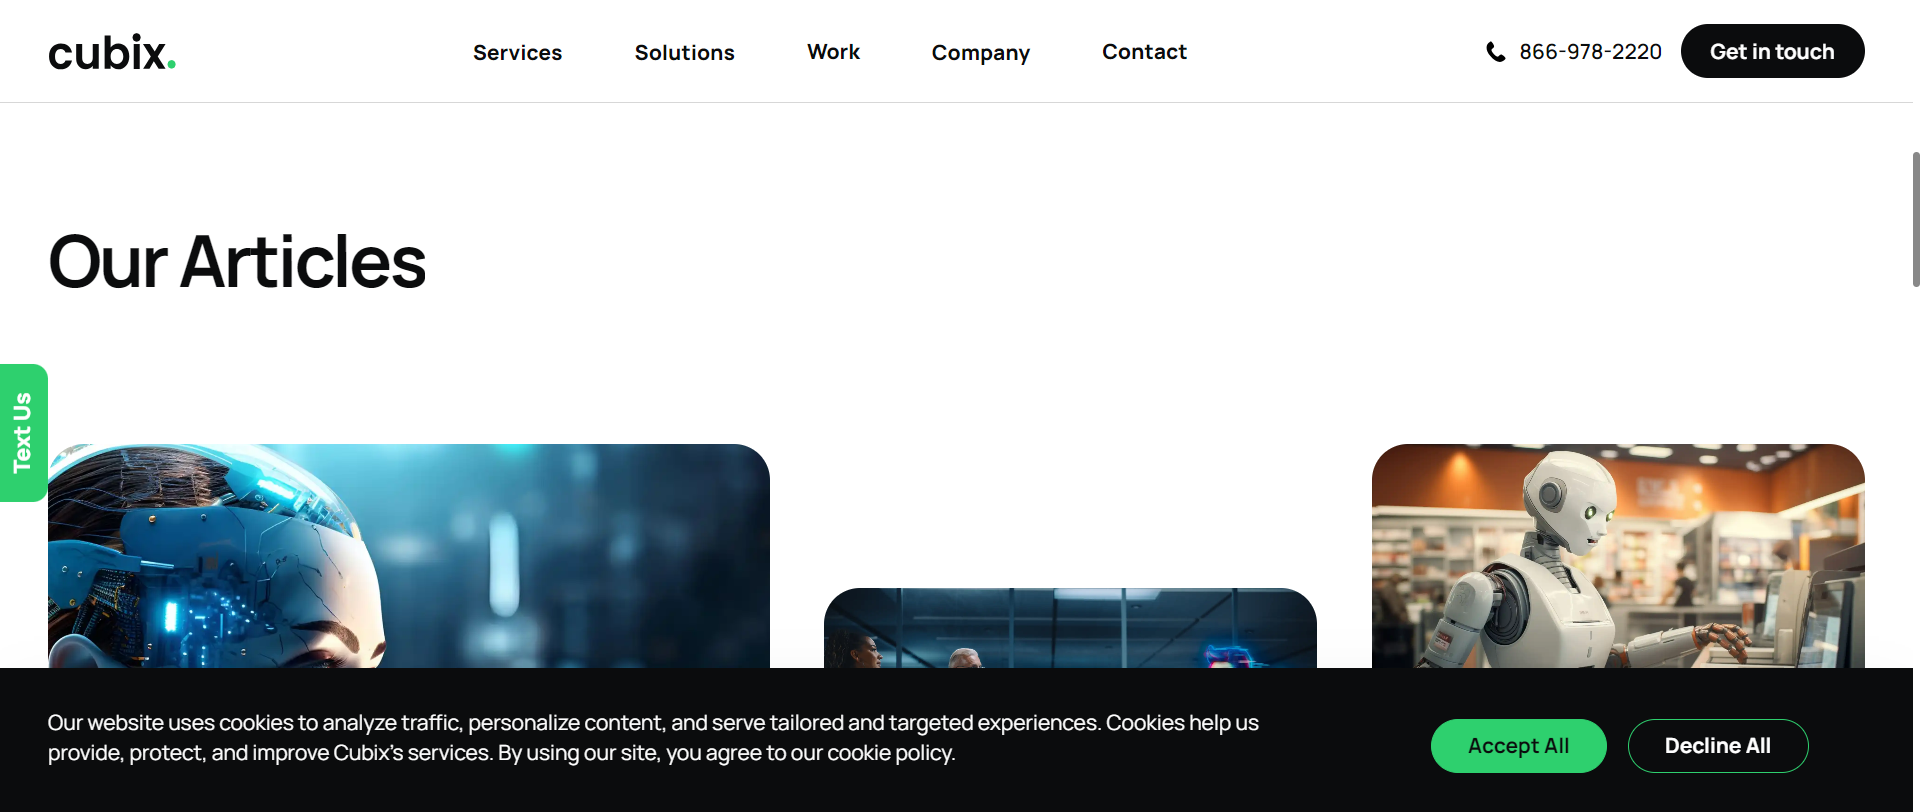 cubix.
Services
Solutions
Work
Company
Contact
866-978-2220
Get in touch
Our Articles
Text Us
Our website uses cookies to analyze traffic, personalize content, and serve tailored and targeted experiences. Cookies help us
provide, protect, and improve Cubix's services. By using our site, you agree to our cookie policy.
Accept All
Decline All